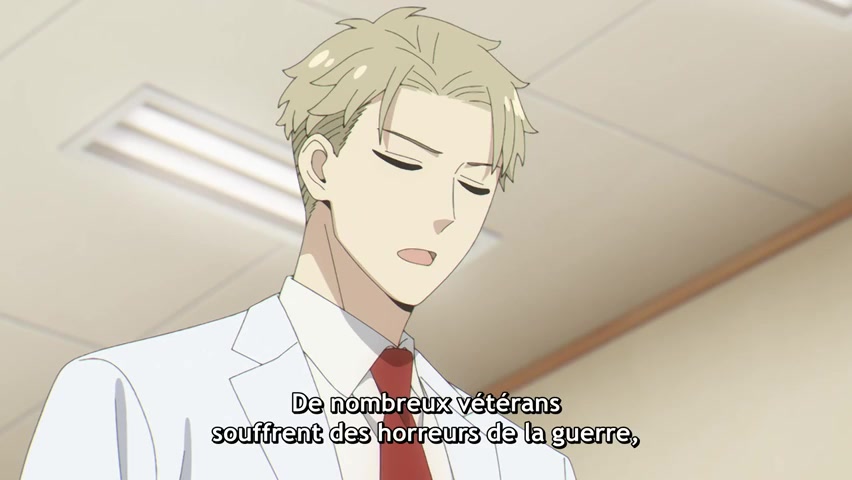 De nombreux vétérans
souffrent des horreurs de la guerre,